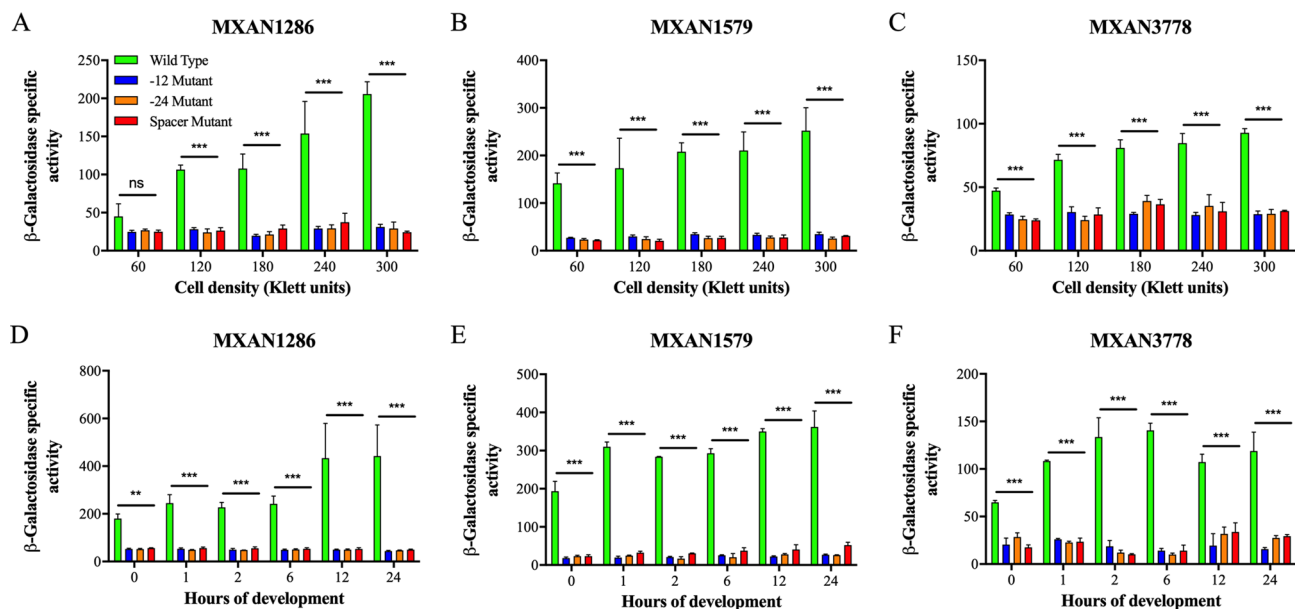 A
MXAN1286
β-Galactosidase specific
activity
250
200
150
100
50
0
Wild Type
-12 Mutant
-24 Mutant
Spacer Mutant
ns
***
***
***
***
60 120 180 240 300
Cell density (Klett units)
B
MXAN1579
β-Galactosidase specific
activity
400
300
200
100
0
***
***
***
***
***
60 120 180 240 300
Cell density (Klett units)
C
MXAN3778
β-Galactosidase specific
activity
150
100
50
0
***
***
***
***
***
60 120 180 240 300
Cell density (Klett units)
D
MXAN1286
β-Galactosidase specific
activity
800
600
400
200
0
**
***
***
***
***
***
0 1 2 6 12 24
Hours of development
E
MXAN1579
β-Galactosidase specific
activity
500
400
300
200
100
0
***
***
***
***
***
***
0 1 2 6 12 24
Hours of development
F
MXAN3778
β-Galactosidase specific
activity
200
150
100
50
0
***
***
***
***
***
***
0 1 2 6 12 24
Hours of development